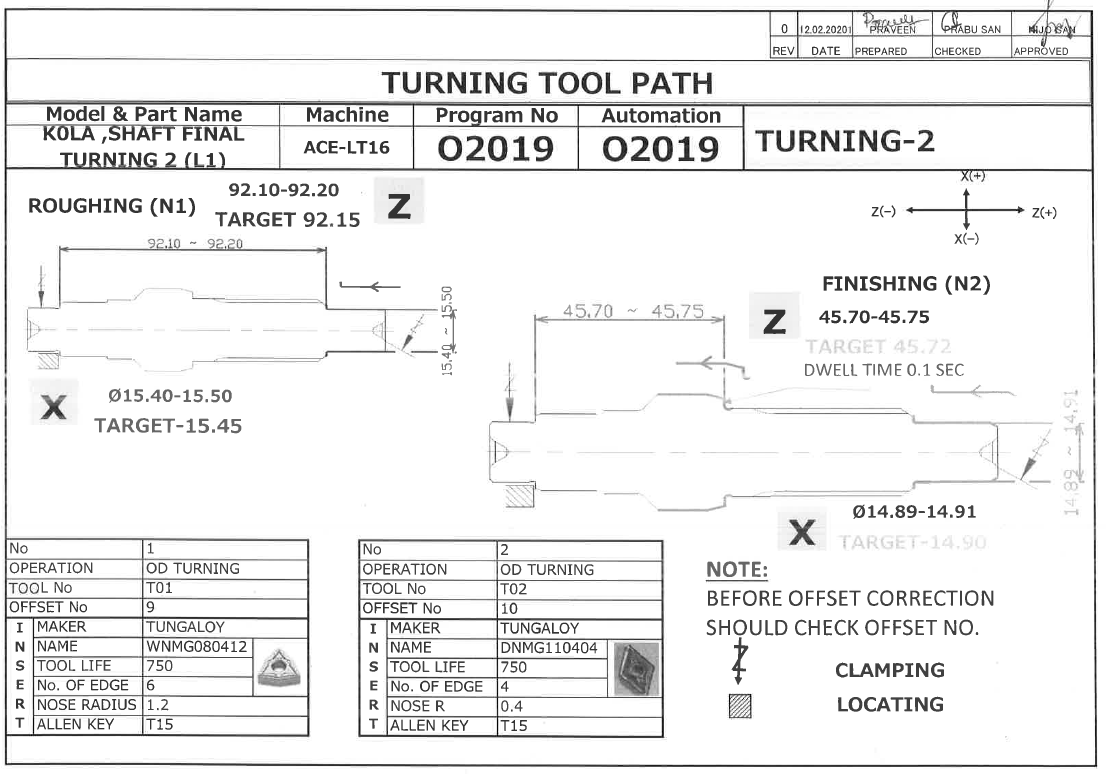 0 12.02.2020 PRAVEEN PRABU SAN NIJO SAN
REV DATE PREPARED CHECKED APPROVED
TURNING TOOL PATH
Model & Part Name Machine Program No Automation
K0LA ,SHAFT FINAL TURNING 2 (L1) ACE-LT16 O2019 O2019 TURNING-2
ROUGHING (N1)
92.10-92.20
TARGET 92.15
Z
92.10 ~ 92.20
15.40 ~ 15.50
X
Ø15.40-15.50
TARGET-15.45
X(+)
Z(-) Z(+)
X(-)
FINISHING (N2)
Z
45.70-45.75
TARGET 45.72
DWELL TIME 0.1 SEC
45.70 ~ 45.75
14.89 ~ 14.91
X
Ø14.89-14.91
TARGET-14.90
No 1
OPERATION OD TURNING
TOOL No T01
OFFSET No 9
INSERT
MAKER TUNGALOY
NAME WNMG080412
TOOL LIFE 750
No. OF EDGE 6
NOSE RADIUS 1.2
ALLEN KEY T15
No 2
OPERATION OD TURNING
TOOL No T02
OFFSET No 10
INSERT
MAKER TUNGALOY
NAME DNMG110404
TOOL LIFE 750
No. OF EDGE 4
NOSE R 0.4
ALLEN KEY T15
NOTE:
BEFORE OFFSET CORRECTION
SHOULD CHECK OFFSET NO.
CLAMPING
LOCATING